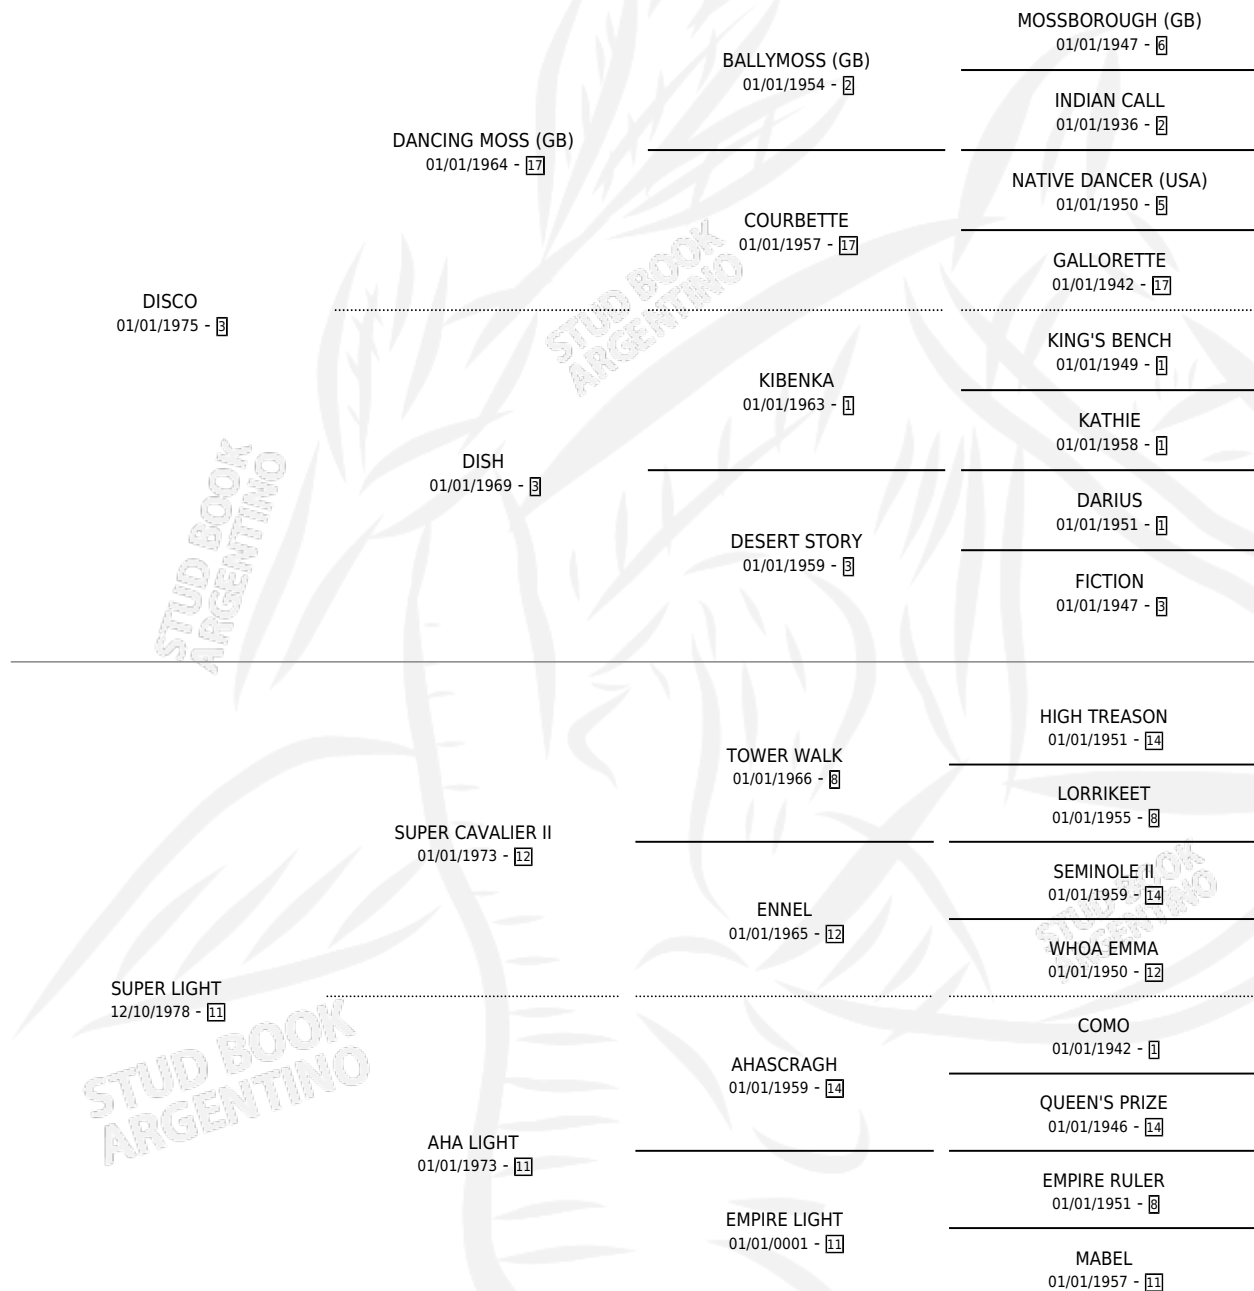 MOSSBOROUGH (GB)
01/01/1947 - 6
BALLYMOSS (GB)
01/01/1954 - 2
INDIAN CALL
01/01/1936 - 2
DANCING MOSS (GB)
01/01/1964 - 17
NATIVE DANCER (USA)
01/01/1950 - 5
COURBETTE
01/01/1957 - 17
GALLORETTE
01/01/1942 - 17
DISCO
01/01/1975 - 3
KING'S BENCH
01/01/1949 - 1
KIBENKA
01/01/1963 - 1
KATHIE
01/01/1958 - 1
DISH
01/01/1969 - 3
DARIUS
01/01/1951 - 1
DESERT STORY
01/01/1959 - 3
FICTION
01/01/1947 - 3
STUD BOOK
ARGENTINO
STUD BOOK
ARGENTINO
HIGH TREASON
01/01/1951 - 14
TOWER WALK
01/01/1966 - 8
LORRIKEET
01/01/1955 - 8
SUPER CAVALIER II
01/01/1973 - 12
SEMINOLE II
01/01/1959 - 14
ENNEL
01/01/1965 - 12
WHOA EMMA
01/01/1950 - 12
STUD BOOK
ARGENTINO
SUPER LIGHT
12/10/1978 - 11
COMO
01/01/1942 - 1
AHASCRAGH
01/01/1959 - 14
QUEEN'S PRIZE
01/01/1946 - 14
AHA LIGHT
01/01/1973 - 11
EMPIRE RULER
01/01/1951 - 8
EMPIRE LIGHT
01/01/0001 - 11
MABEL
01/01/1957 - 11
STUD BOOK
ARGENTINO